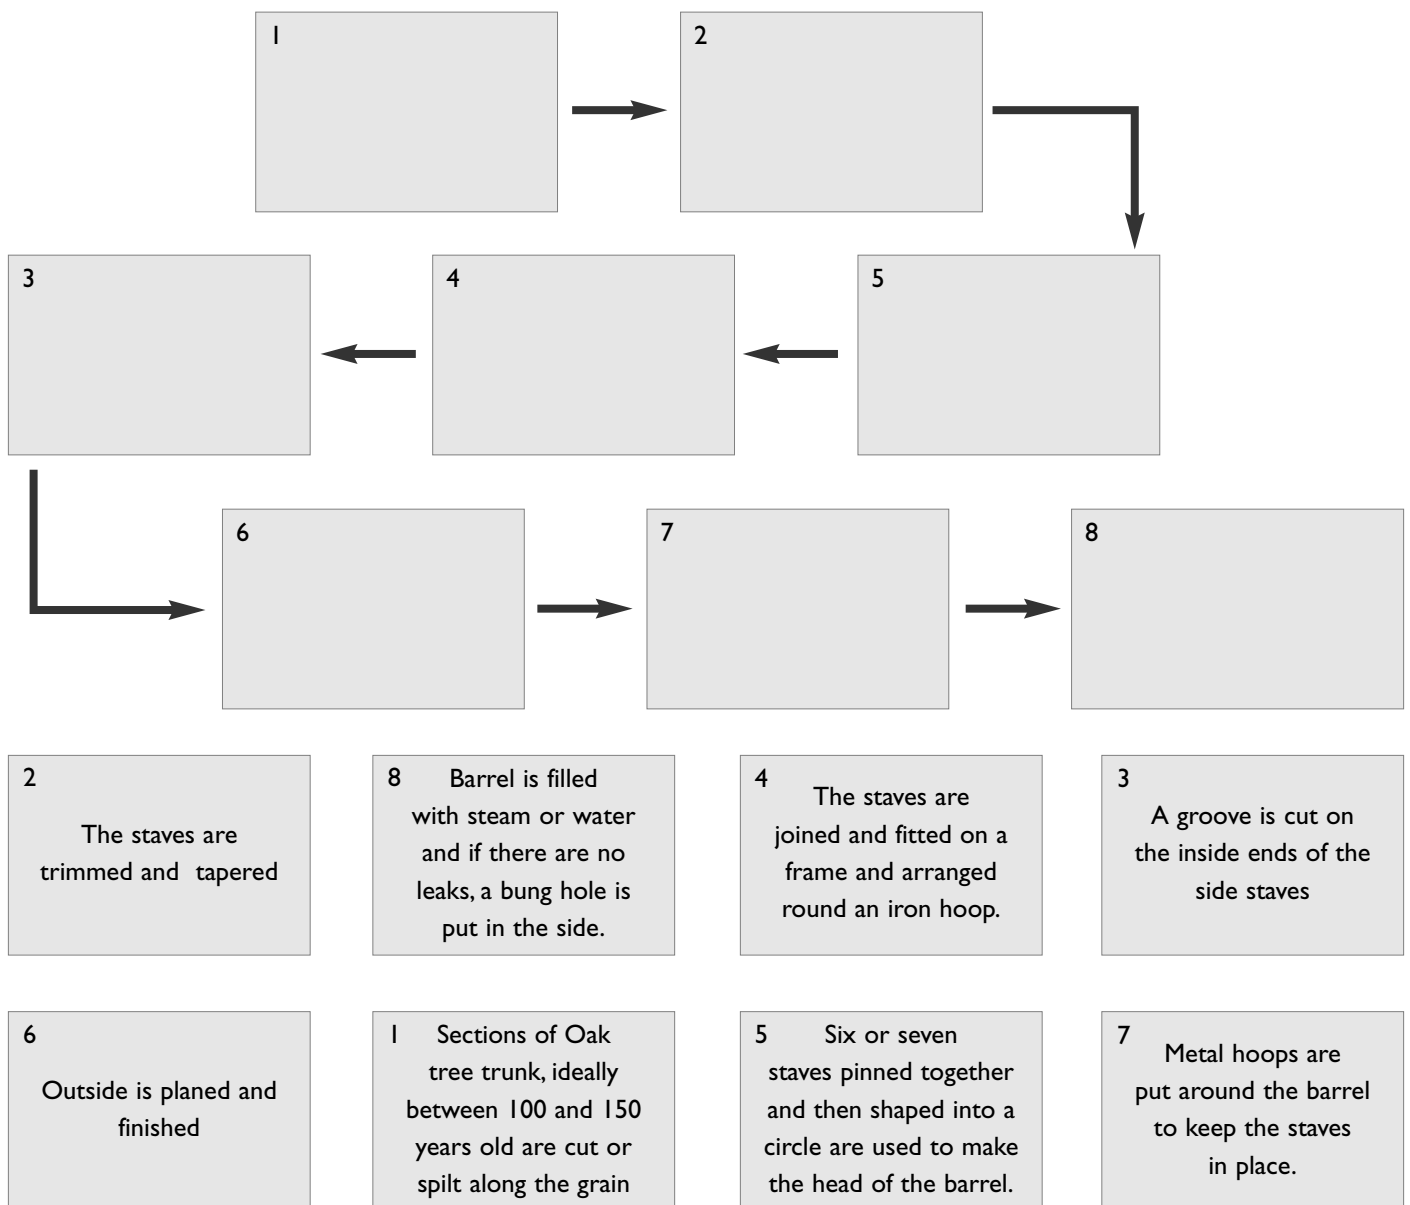 1
2
3
4
5
6
7
8
2
The staves are
trimmed and tapered
8 Barrel is filled
with steam or water
and if there are no
leaks, a bung hole is
put in the side.
4
The staves are
joined and fitted on a
frame and arranged
round an iron hoop.
3
A groove is cut on
the inside ends of the
side staves
6
Outside is planed and
finished
1 Sections of Oak
tree trunk, ideally
between 100 and 150
years old are cut or
spilt along the grain
5 Six or seven
staves pinned together
and then shaped into a
circle are used to make
the head of the barrel.
7
Metal hoops are
put around the barrel
to keep the staves
in place.